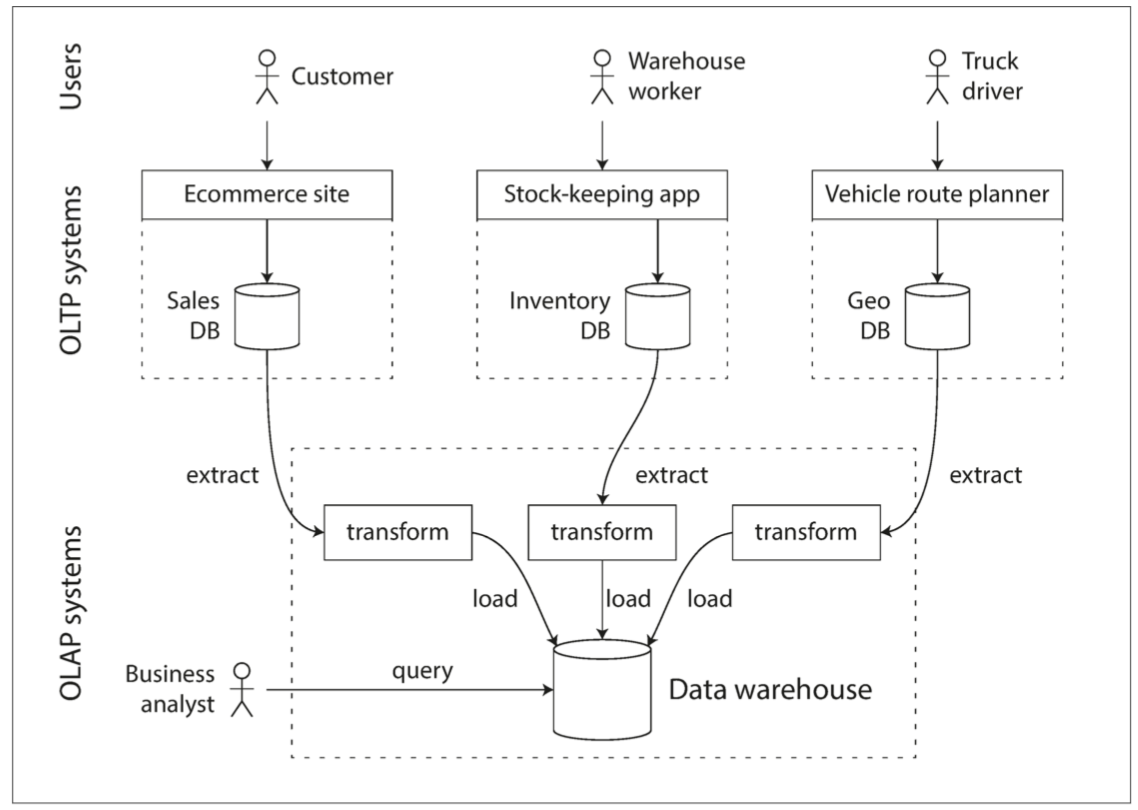 Users
Customer
Warehouse
worker
Truck
driver
OLTP systems
Ecommerce site
Stock-keeping app
Vehicle route planner
Sales
DB
Inventory
DB
Geo
DB
extract
extract
extract
OLAP systems
transform
transform
transform
load
load
load
Business
analyst
query
Data warehouse